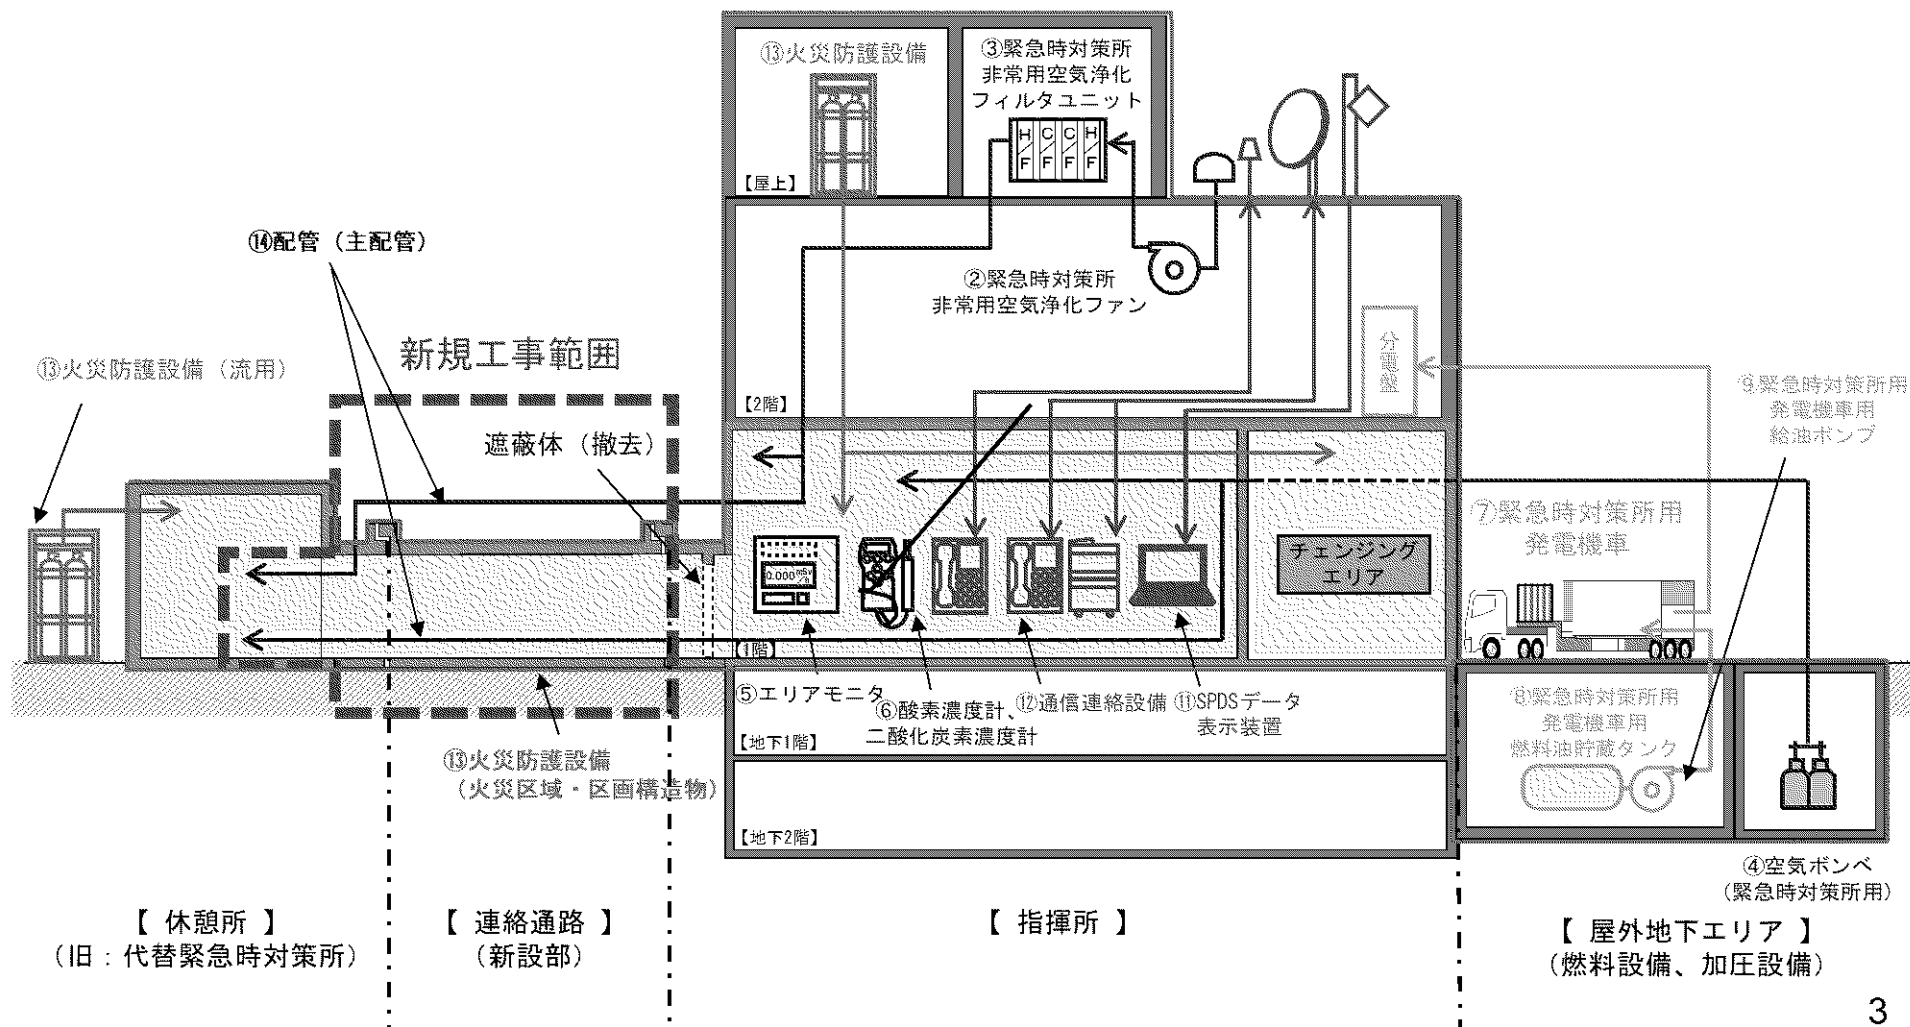 ⑬火災防護設備
③緊急時対策所
非常用空気浄化
フィルタユニット
H/F
C/F
C/F
H/F
【屋上】
⑭配管（主配管）
②緊急時対策所
非常用空気浄化ファン
新規工事範囲
⑬火災防護設備（流用）
分電盤
⑨緊急時対策所用
発電機車用
給油ポンプ
【2階】
遮蔽体（撤去）
⑦緊急時対策所用
発電機車
チェンジング
エリア
0.000mSv/h
【1階】
⑤エリアモニタ
⑥酸素濃度計、
二酸化炭素濃度計
⑫通信連絡設備
⑪SPDSデータ
表示装置
⑧緊急時対策所用
発電機車用
燃料油貯蔵タンク
【地下1階】
⑬火災防護設備
（火災区域・区画構造物）
【地下2階】
④空気ボンベ
（緊急時対策所用）
【 休憩所 】
（旧：代替緊急時対策所）
【 連絡通路 】
（新設部）
【 指揮所 】
【 屋外地下エリア 】
（燃料設備、加圧設備）
3